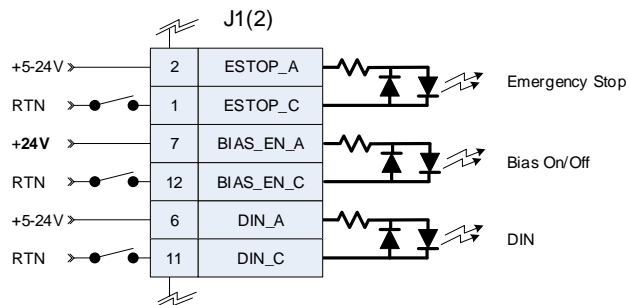 J1(2)
+5-24V 2 ESTOP_A
Emergency Stop
RTN 1 ESTOP_C
+24V 7 BIAS_EN_A
Bias On/Off
RTN 12 BIAS_EN_C
+5-24V 6 DIN_A
DIN
RTN 11 DIN_C